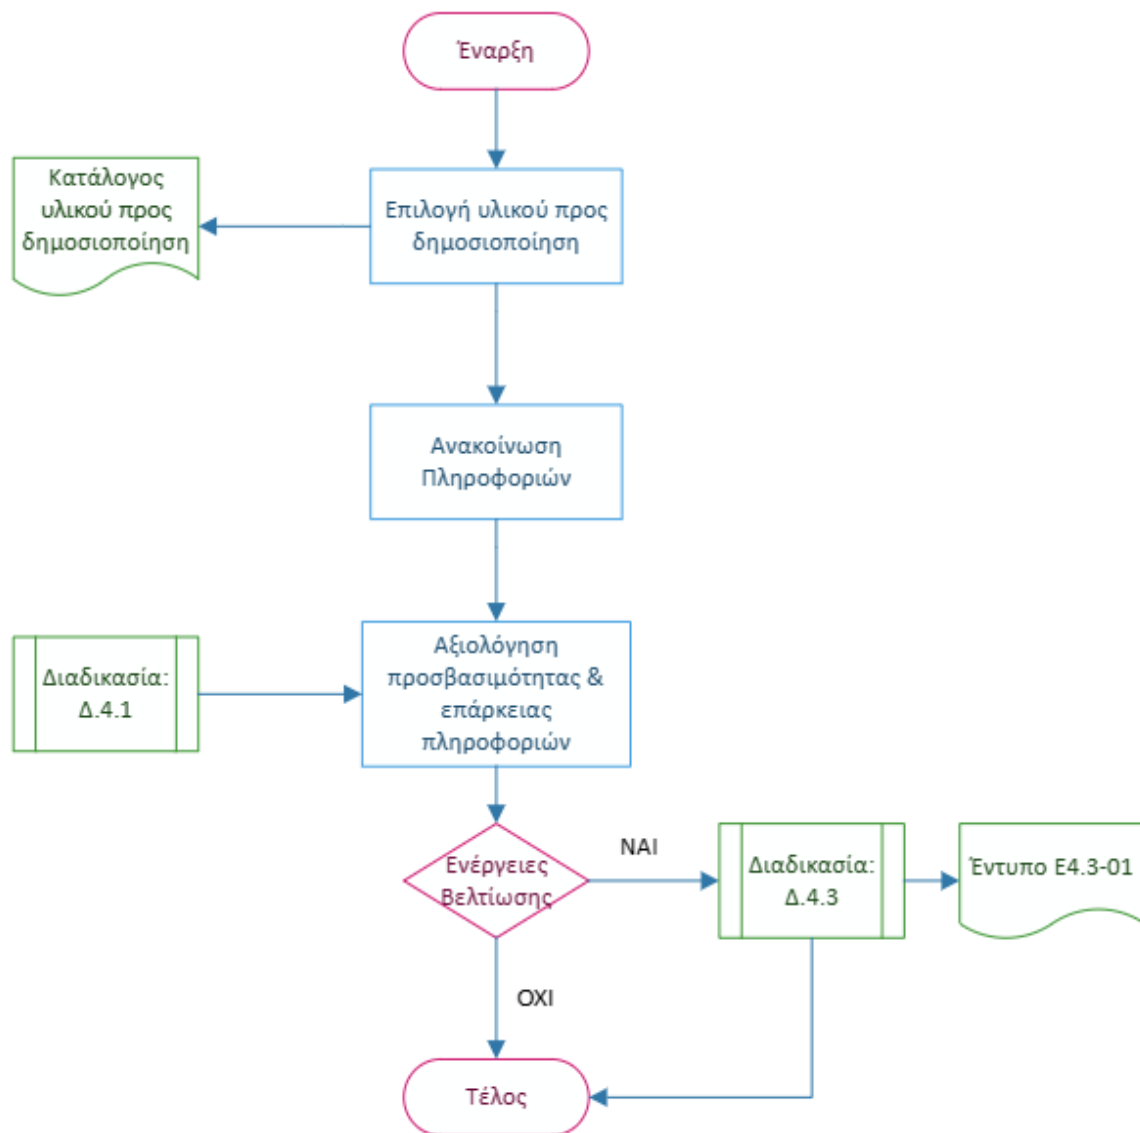 Έναρξη
Κατάλογος
υλικού προς
δημοσιοποίηση
Επιλογή υλικού προς
δημοσιοποίηση
Ανακοίνωση
Πληροφοριών
Διαδικασία:
Δ.4.1
Αξιολόγηση
προσβασιμότητας &
επάρκειας
πληροφοριών
Ενέργειες
Βελτίωσης
ΝΑΙ
Διαδικασία:
Δ.4.3
Έντυπο Ε4.3-01
ΟΧΙ
Τέλος